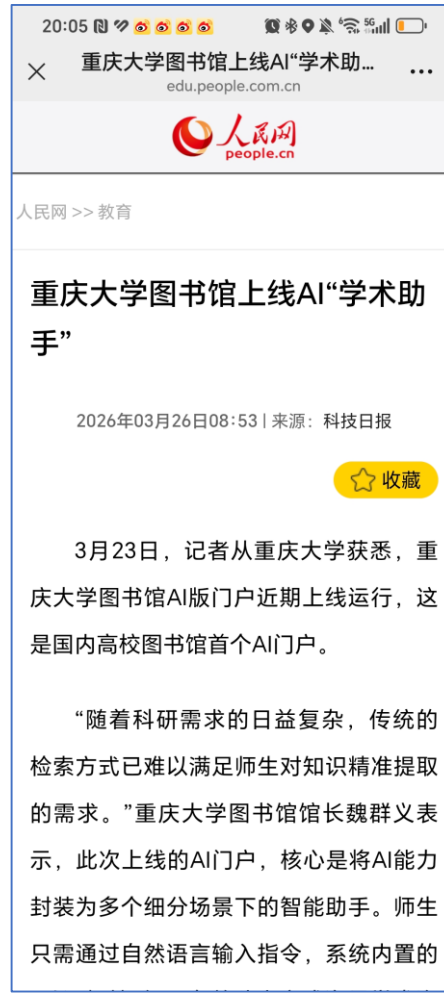 20:05
56
重庆大学图书馆上线AI“学术助...
edu.people.com.cn
人民网
people.cn
人民网 >> 教育
重庆大学图书馆上线AI“学术助
手”
2026年03月26日08:53 | 来源：科技日报
收藏
3月23日，记者从重庆大学获悉，重
庆大学图书馆AI版门户近期上线运行，这
是国内高校图书馆首个AI门户。
“随着科研需求的日益复杂，传统的
检索方式已难以满足师生对知识精准提取
的需求。”重庆大学图书馆馆长魏群义表
示，此次上线的AI门户，核心是将AI能力
封装为多个细分场景下的智能助手。师生
只需通过自然语言输入指令，系统内置的